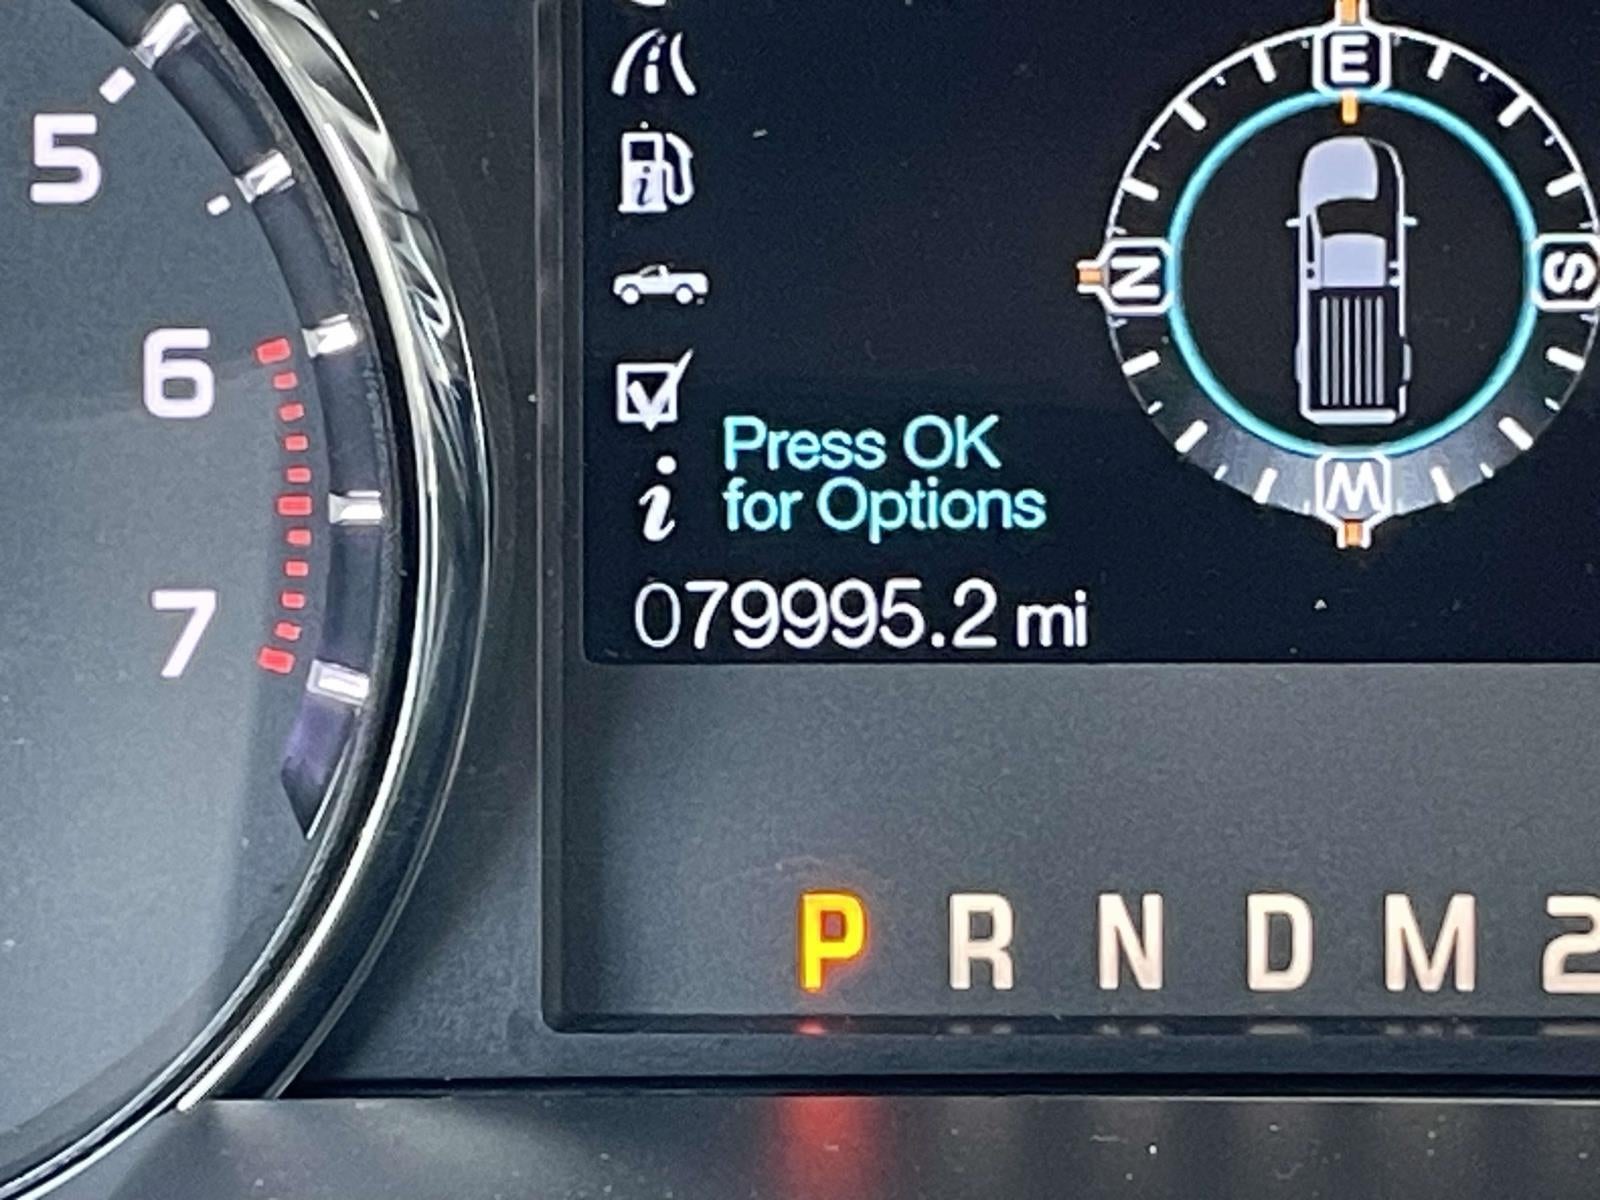 5
6
7
E
N
S
W
i
i
Press OK
for Options
i
079995.2 mi
P R N D M 2